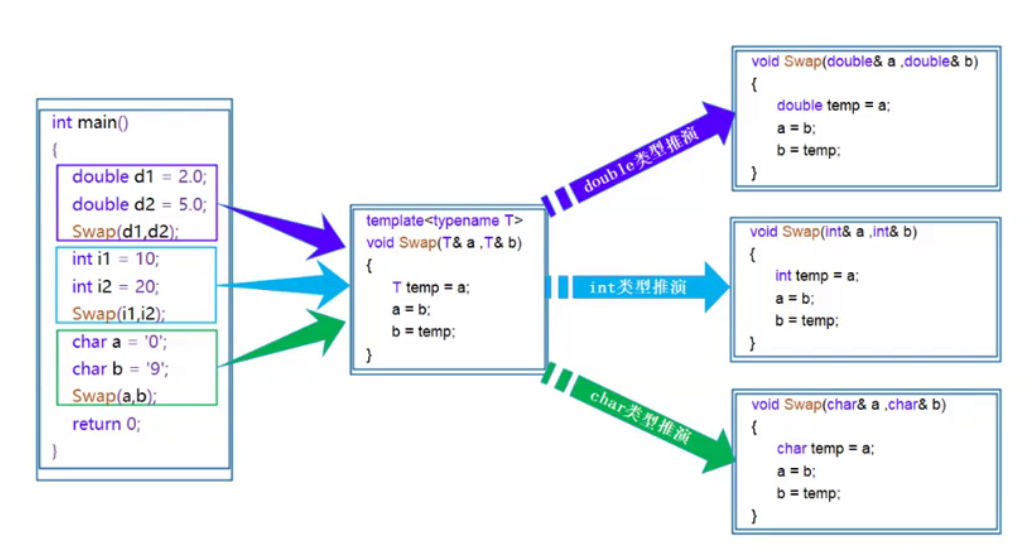 int main()
{
double d1 = 2.0;
double d2 = 5.0;
Swap(d1,d2);
int i1 = 10;
int i2 = 20;
Swap(i1,i2);
char a = '0';
char b = '9';
Swap(a,b);
return 0;
}
template<typename T>
void Swap(T& a ,T& b)
{
T temp = a;
a = b;
b = temp;
}
double类型推演
int类型推演
char类型推演
void Swap(double& a ,double& b)
{
double temp = a;
a = b;
b = temp;
}
void Swap(int& a ,int& b)
{
int temp = a;
a = b;
b = temp;
}
void Swap(char& a ,char& b)
{
char temp = a;
a = b;
b = temp;
}